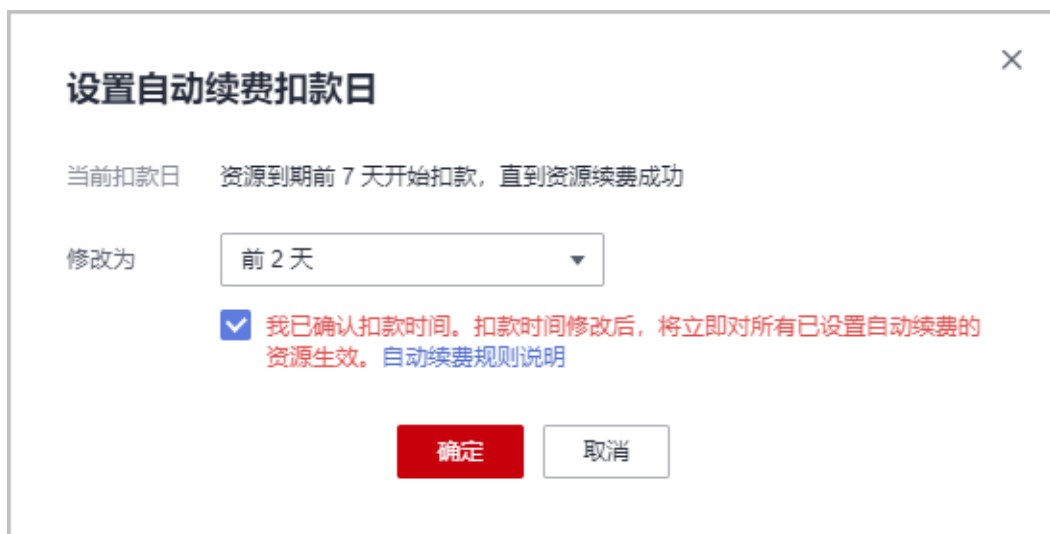 设置自动续费扣款日
当前扣款日 资源到期前 7 天开始扣款，直到资源续费成功
修改为 前 2 天
我已确认扣款时间。扣款时间修改后，将立即对所有已设置自动续费的
资源生效。自动续费规则说明
确定 取消